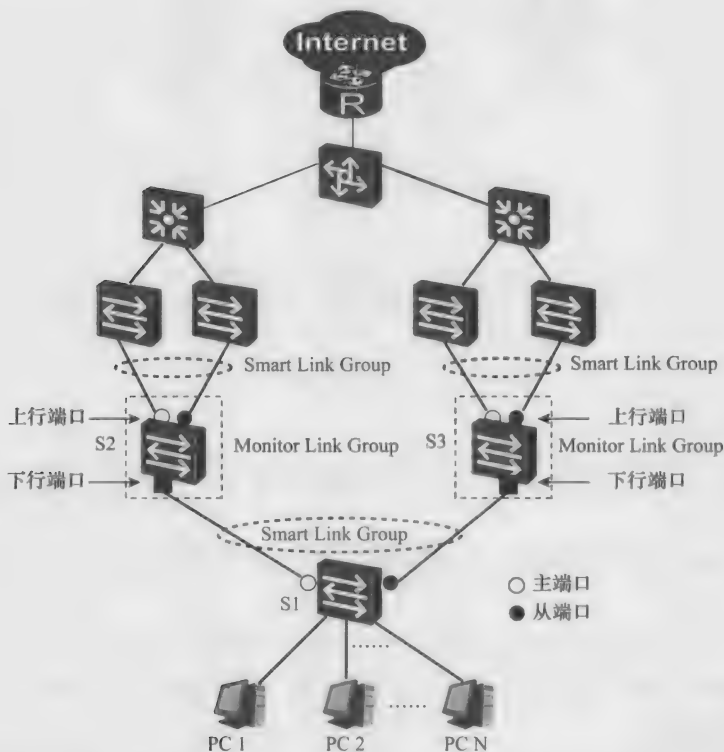 Internet
R
Smart Link Group
Smart Link Group
上行端口
S2
Monitor Link Group
下行端口
上行端口
S3
Monitor Link Group
下行端口
Smart Link Group
S1
主端口
从端口
......
......
PC 1
PC 2
PC N